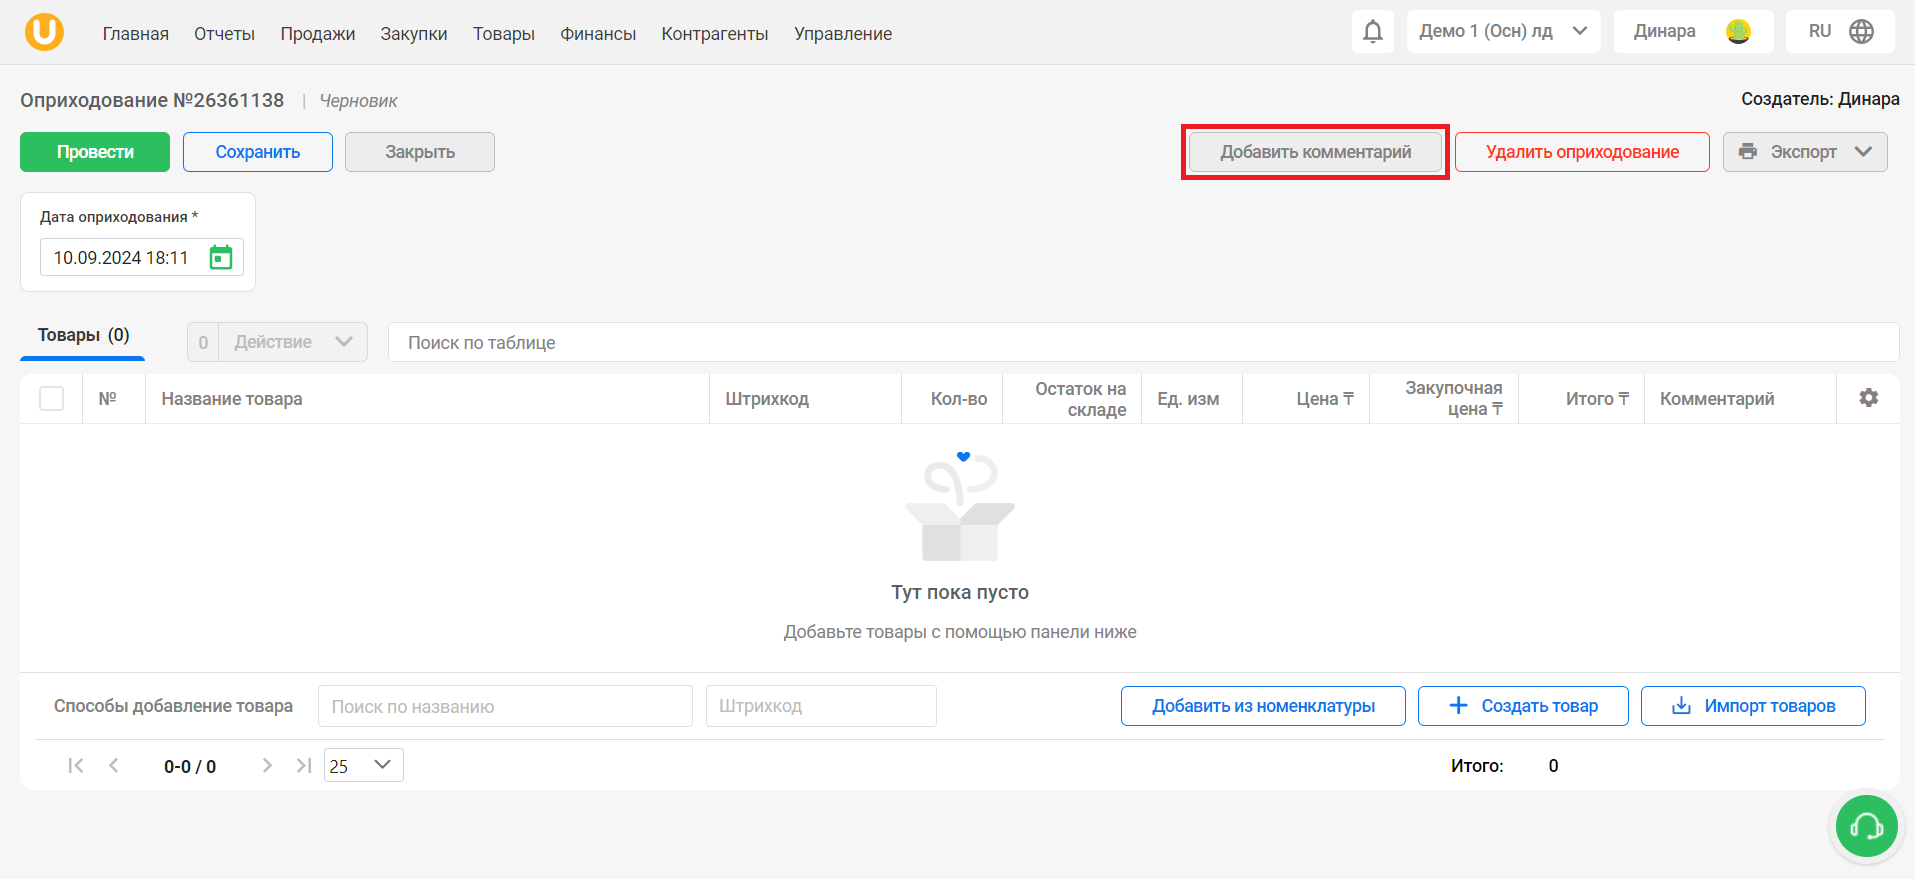 Главная Отчеты Продажи Закупки Товары Финансы Контрагенты Управление Демо 1 (Осн) лд Динара RU
Оприходование №26361138 | Черновик Создатель: Динара
Провести Сохранить Закрыть Добавить комментарий Удалить оприходование Экспорт
Дата оприходования *
10.09.2024 18:11
Товары (0) 0 Действие Поиск по таблице
№ Название товара Штрихкод Кол-во Остаток на складе Ед. изм Цена ₸ Закупочная цена ₸ Итого ₸ Комментарий
Тут пока пусто
Добавьте товары с помощью панели ниже
Способы добавление товара Поиск по названию Штрихкод Добавить из номенклатуры Создать товар Импорт товаров
0-0 / 0 25 Итого: 0